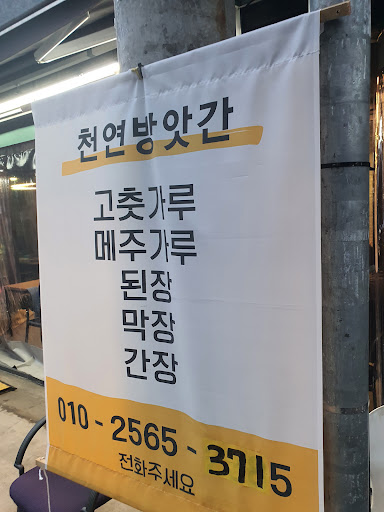 천연방앗간
고춧가루
메주가루
된장
막장
간장
010 - 2565 - 3715
전화주세요